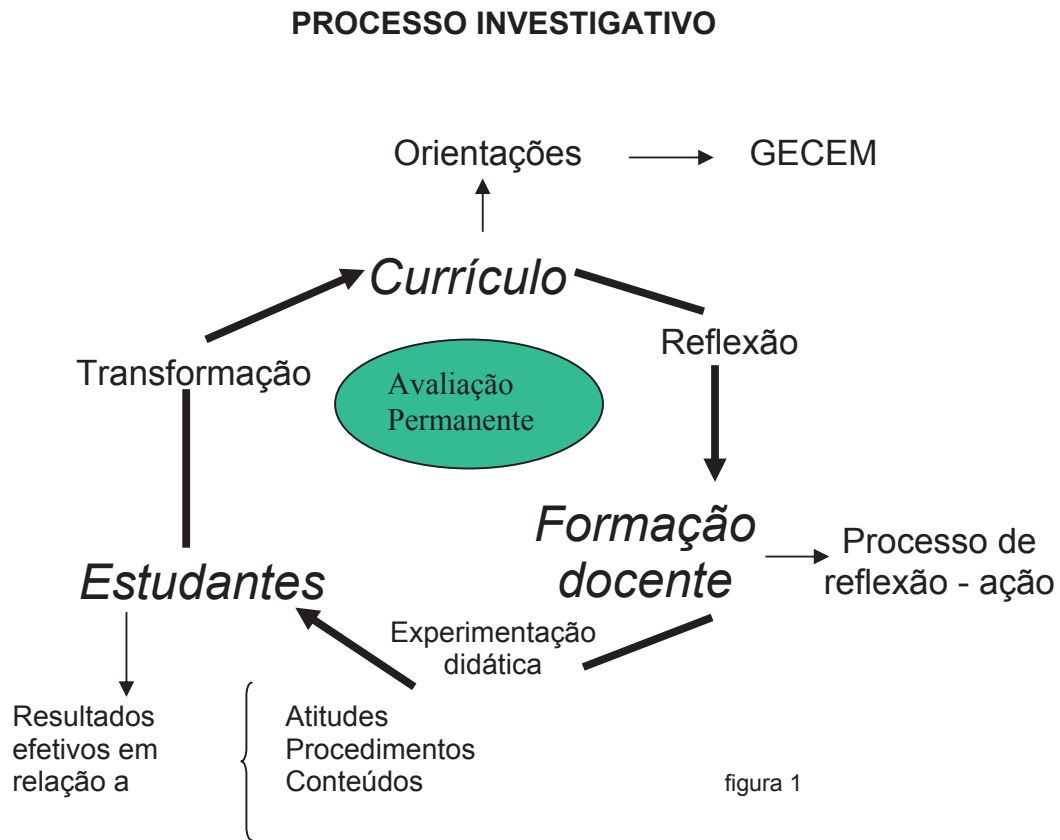 PROCESSO INVESTIGATIVO
Orientações
GECEM
Currículo
Reflexão
Transformação
Avaliação
Permanente
Formação
docente
Processo de
reflexão - ação
Estudantes
Experimentação
didática
Resultados
efetivos em
relação a
Atitudes
Procedimentos
Conteúdos
figura 1